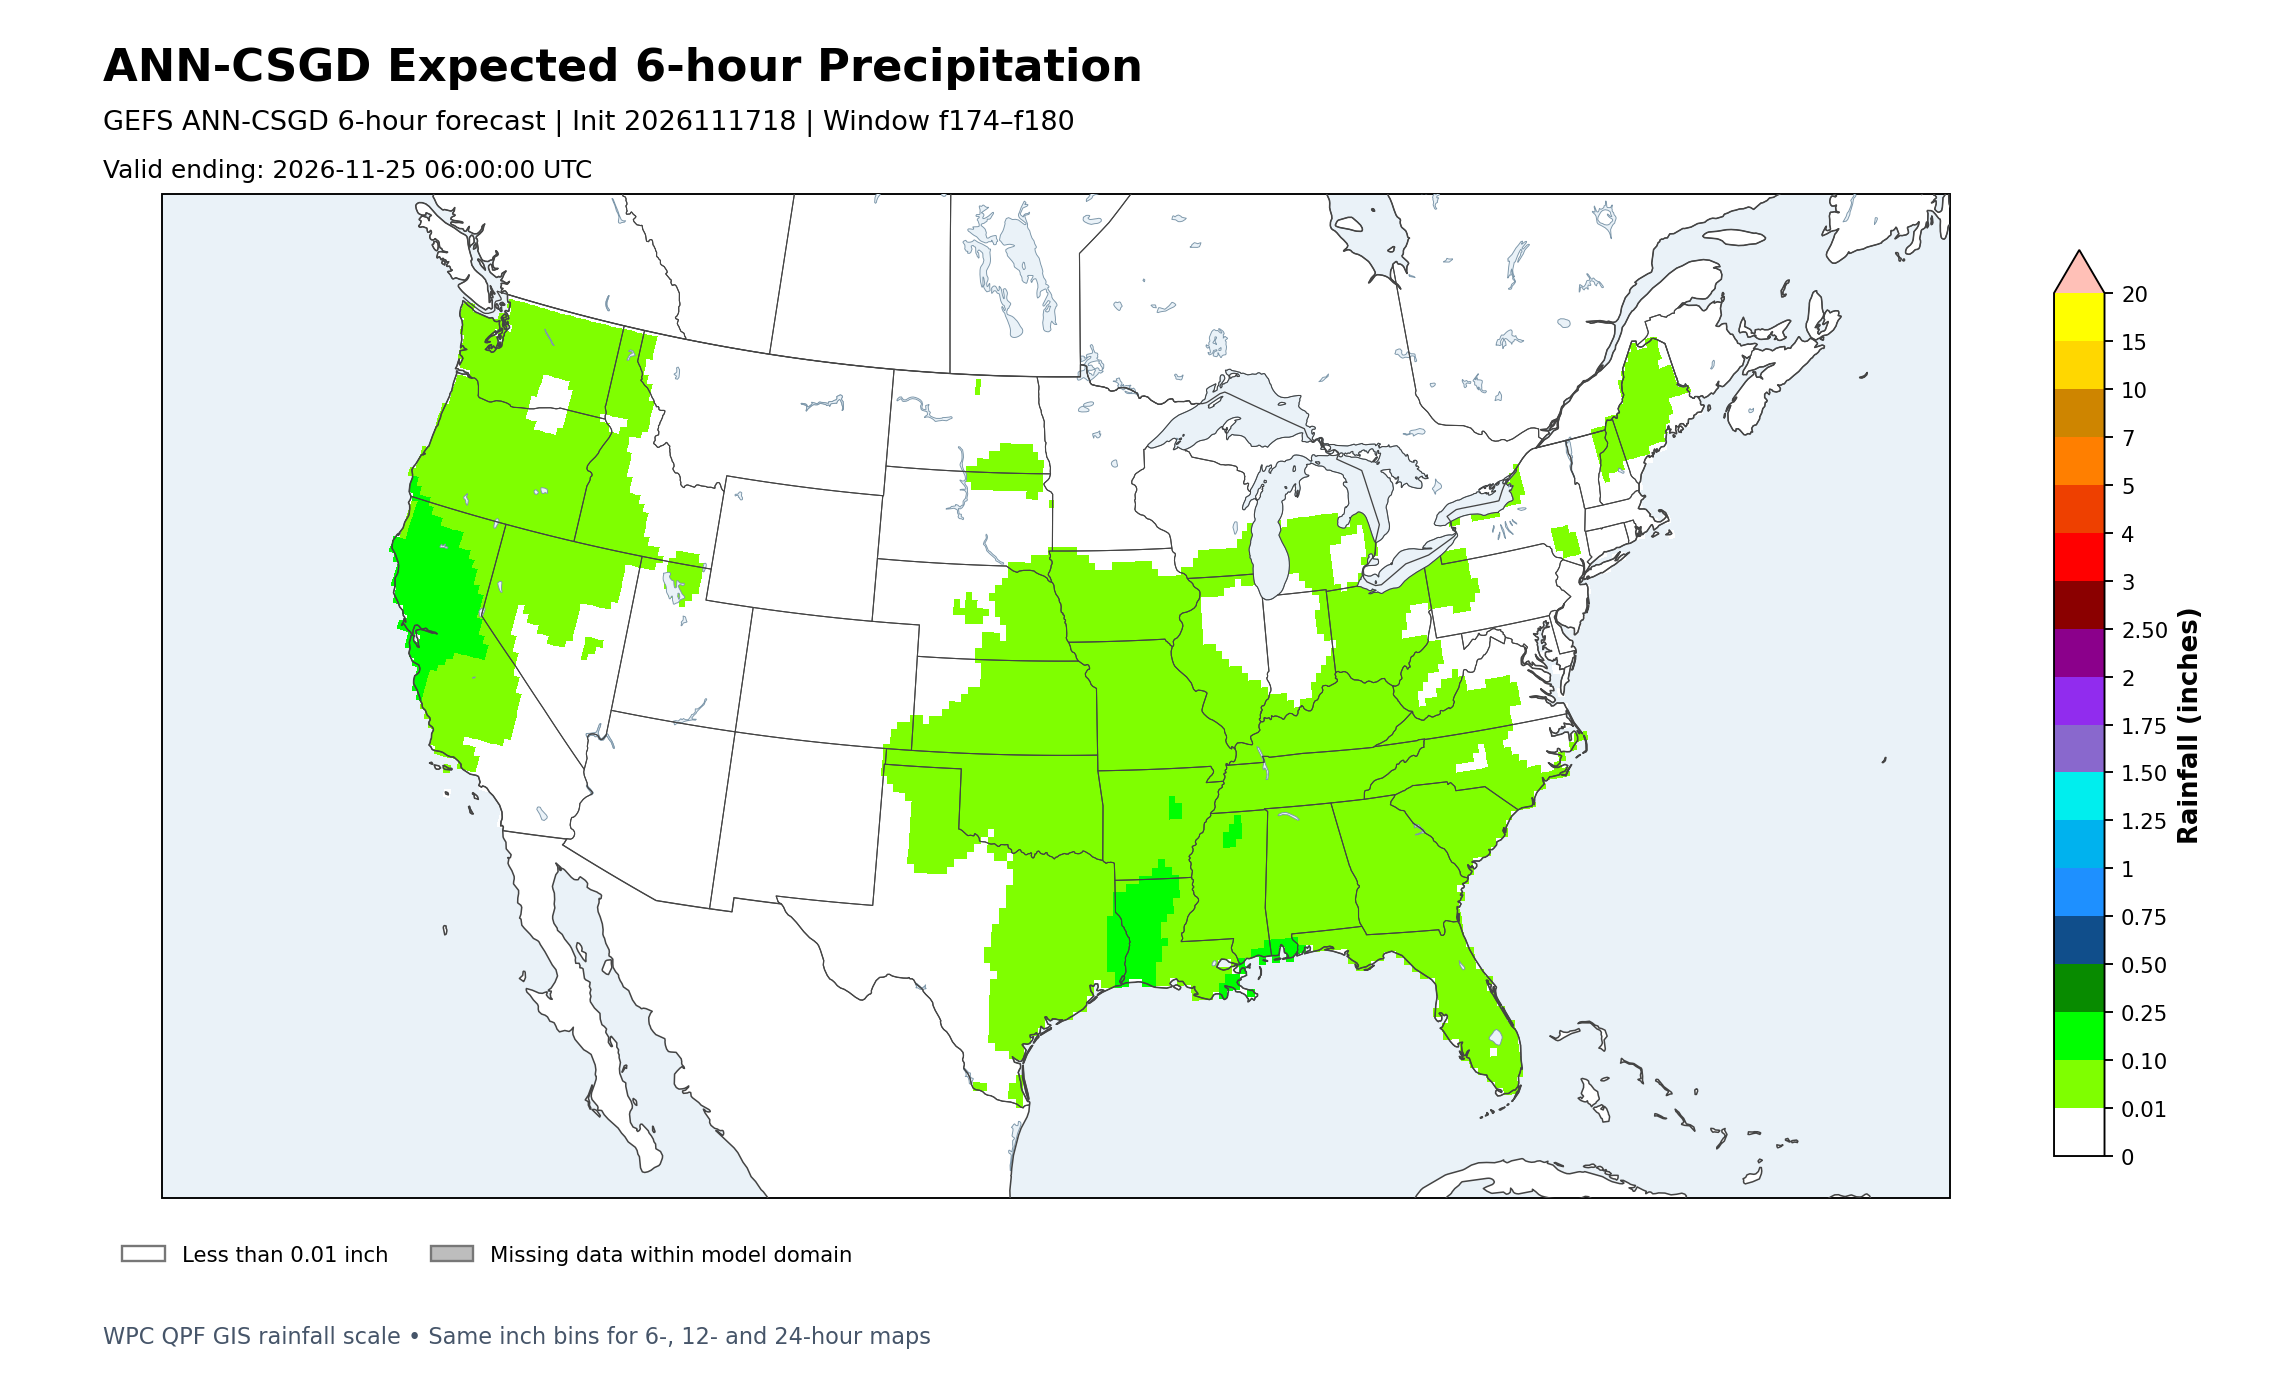 ANN-CSGD Expected 6-hour Precipitation
GEFS ANN-CSGD 6-hour forecast | Init 2026111718 | Window f174–f180
Valid ending: 2026-11-25 06:00:00 UTC
20
15
10
7
5
4
3
2.50
2
1.75
1.50
1.25
1
0.75
0.50
0.25
0.10
0.01
0
Rainfall (inches)
Less than 0.01 inch
Missing data within model domain
WPC QPF GIS rainfall scale • Same inch bins for 6-, 12- and 24-hour maps